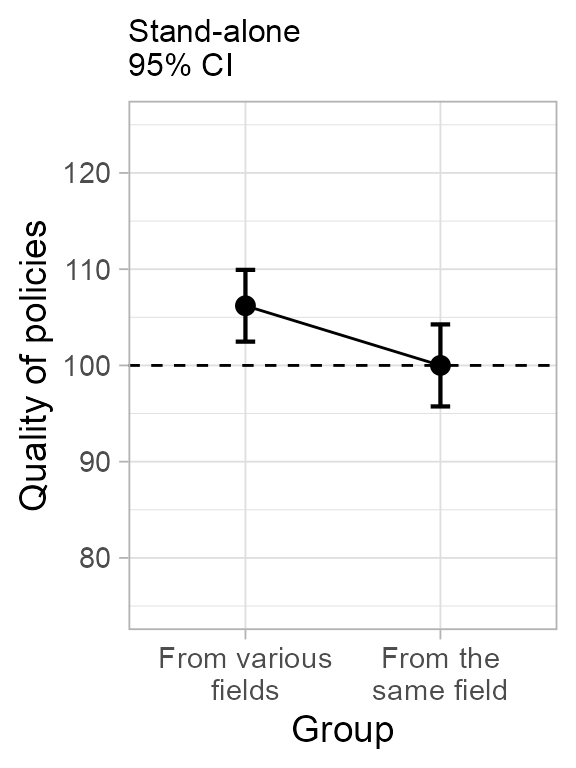 Stand-alone
95% CI
Quality of policies
120
110
100
90
80
From various
fields
From the
same field
Group